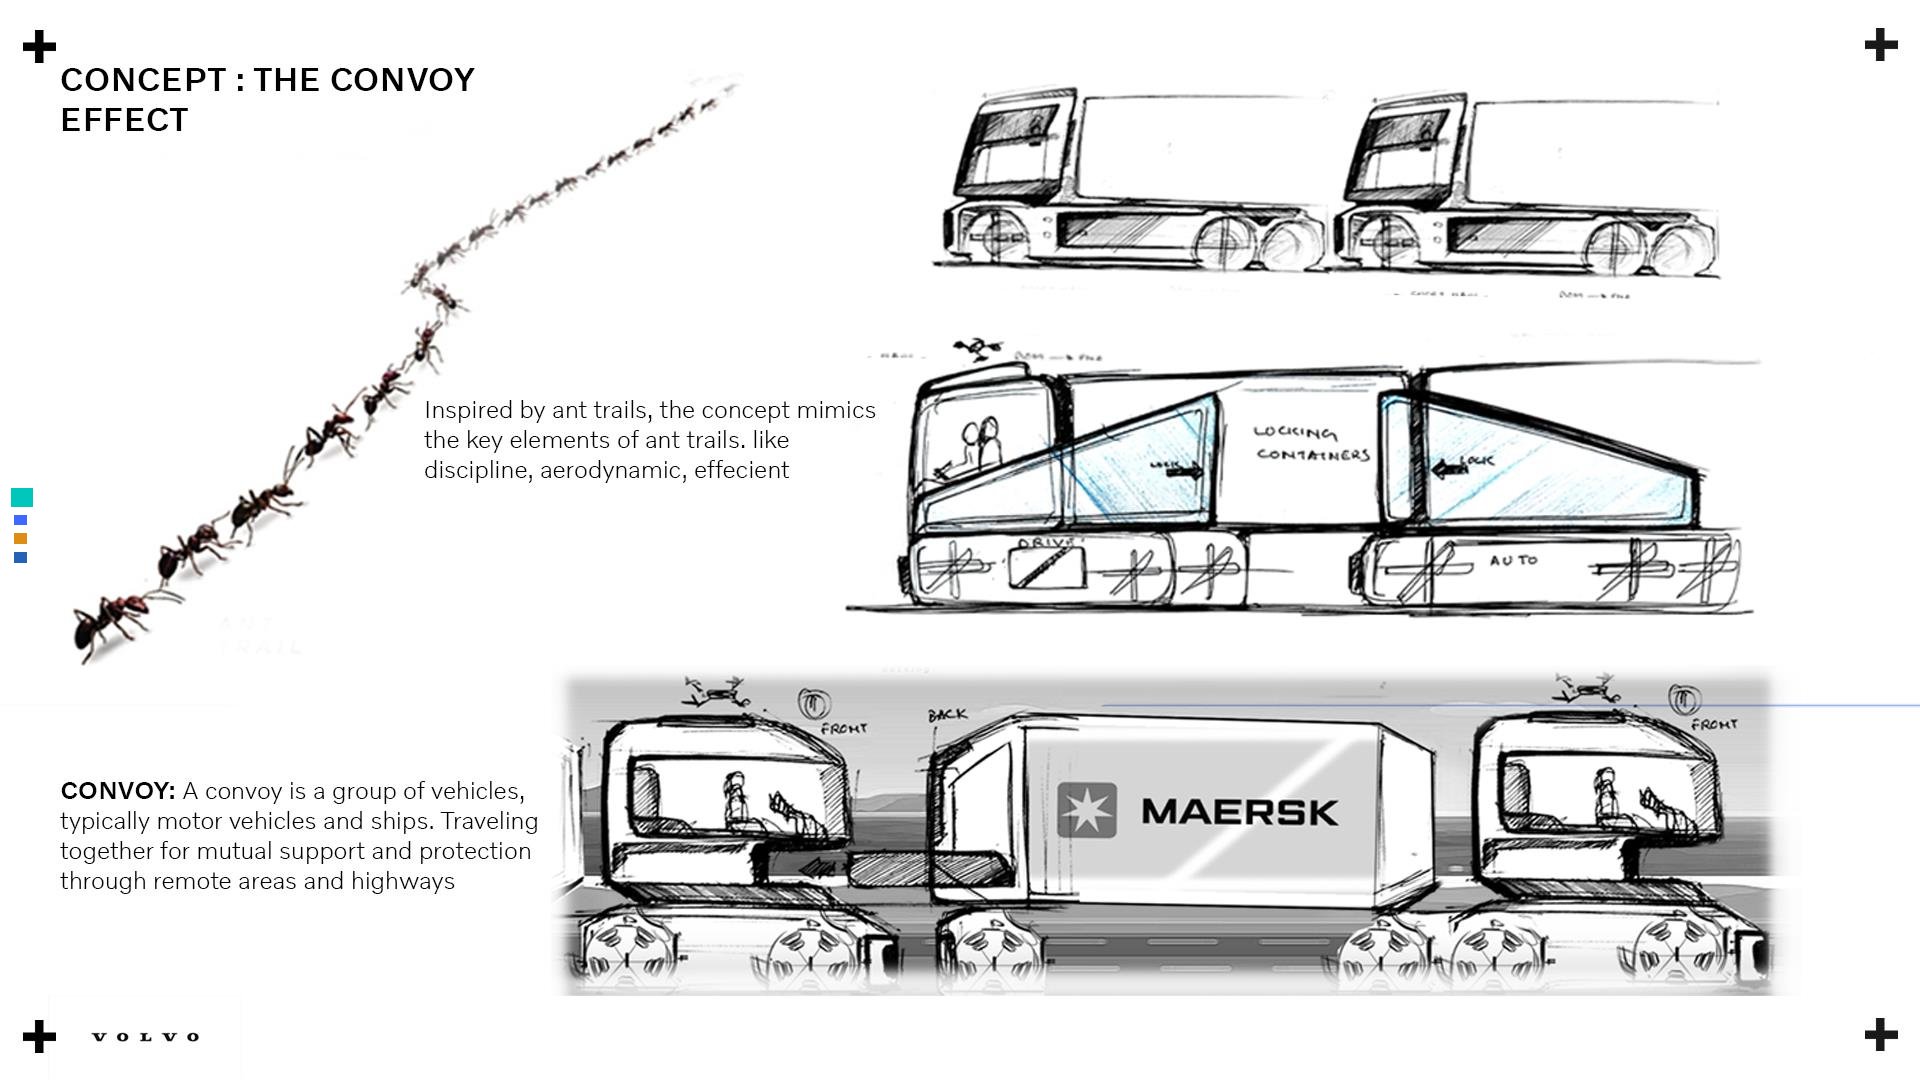 CONCEPT : THE CONVOY
EFFECT
Inspired by ant trails, the concept mimics
the key elements of ant trails. like
discipline, aerodynamic, effecient
LOCKING
CONTAINERS
LOCK
LOCK
DRIVE
AUTO
FRONT
BACK
FRONT
MAERSK
CONVOY: A convoy is a group of vehicles,
typically motor vehicles and ships. Traveling
together for mutual support and protection
through remote areas and highways
ANT
TRAIL
VOLVO